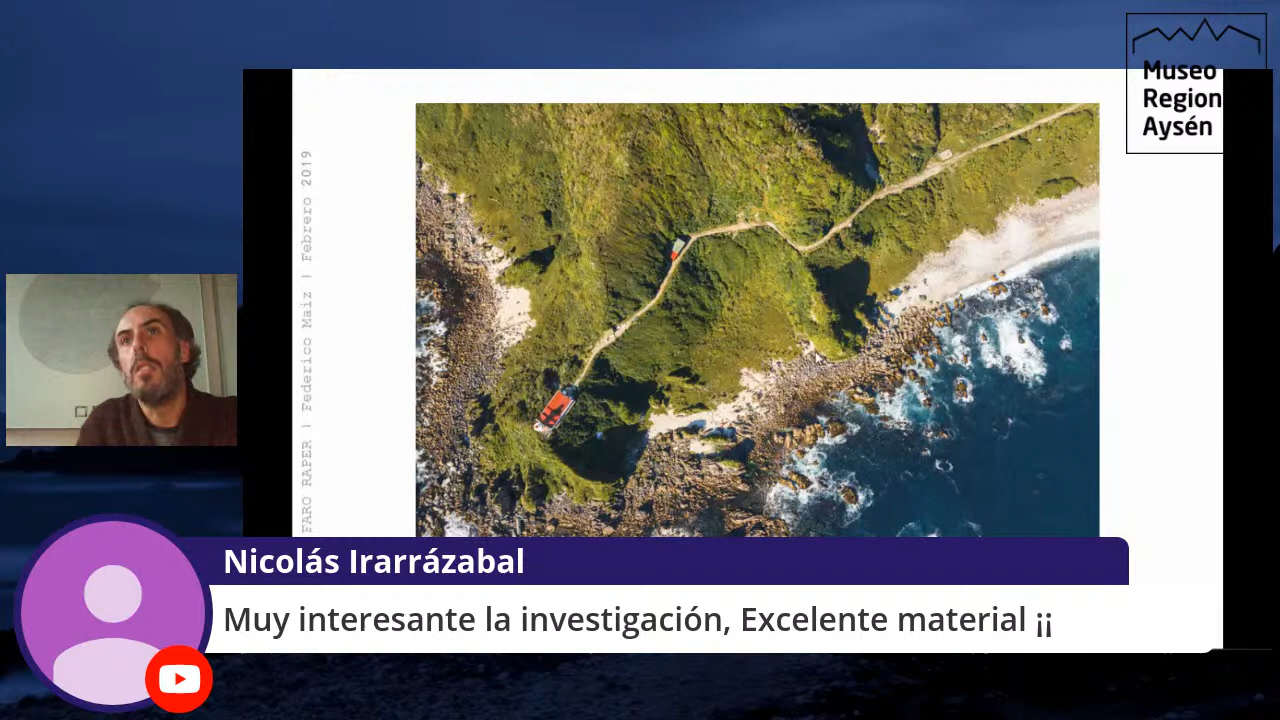 Museo
Region
Aysén
FARO RAPER | Federico Maiz | Febrero 2019
Nicolás Irarrázabal
Muy interesante la investigación, Excelente material ¡¡